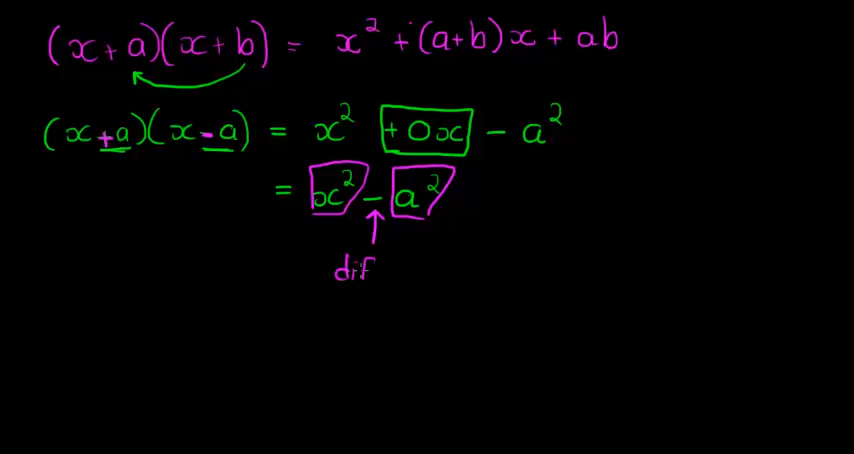 (x + a)(x + b) = x² + (a+b)x + ab
(x + a)(x - a) = x² + 0x - a²
= x² - a²
dif